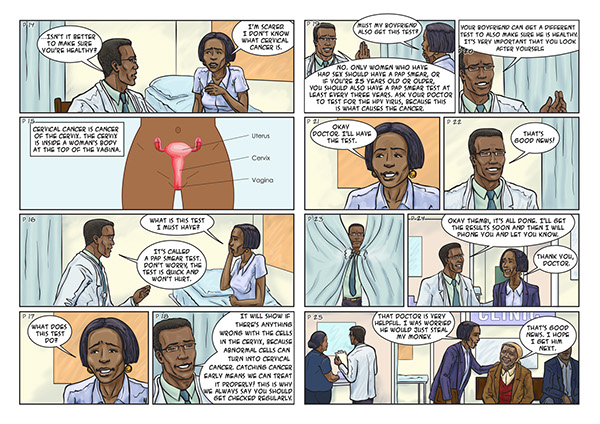 P 14
ISN'T IT BETTER
TO MAKE SURE
YOU'RE HEALTHY?
I'M SCARED
I DON'T KNOW
WHAT CERVICAL
CANCER IS.
P 15
CERVICAL CANCER IS CANCER
OF THE CERVIX. THE CERVIX
IS INSIDE A WOMAN'S BODY
AT THE TOP OF THE VAGINA.
Uterus
Cervix
Vagina
P 16
WHAT IS THIS TEST
I MUST HAVE?
IT'S CALLED
A PAP SMEAR TEST.
DON'T WORRY, THE
TEST IS QUICK AND
WON'T HURT.
P 17
WHAT DOES
THIS TEST
DO?
P 18
IT WILL SHOW IF
THERE'S ANYTHING
WRONG WITH THE CELLS
IN THE CERVIX, BECAUSE
ABNORMAL CELLS CAN
TURN INTO CERVICAL
CANCER. CATCHING CANCER
EARLY MEANS WE CAN TREAT
IT PROPERLY! THIS IS WHY
WE ALWAYS SAY YOU SHOULD
GET CHECKED REGULARLY.
P 19
MUST MY BOYFRIEND
ALSO GET THIS TEST?
NO. ONLY WOMEN WHO HAVE
HAD SEX SHOULD HAVE A PAP SMEAR, OR
IF YOU'RE 25 YEARS OLD OR OLDER,
YOU SHOULD ALSO HAVE A PAP SMEAR TEST AT
LEAST EVERY THREE YEARS. ASK YOUR DOCTOR
TO TEST FOR THE HPV VIRUS, BECAUSE THIS
IS WHAT CAUSES THE CANCER.
P 20
YOUR BOYFRIEND CAN GET A DIFFERENT
TEST TO ALSO MAKE SURE HE IS HEALTHY.
IT'S VERY IMPORTANT THAT YOU LOOK
AFTER YOURSELF
P 21
OKAY
DOCTOR. I'LL HAVE
THE TEST.
P 22
THAT'S
GOOD NEWS!
P 23
P 24
OKAY THEMBI, IT'S ALL DONE. I'LL GET
THE RESULTS SOON AND THEN I WILL
PHONE YOU AND LET YOU KNOW.
THANK YOU,
DOCTOR.
CLINIC
P 25
THAT DOCTOR IS VERY
HELPFUL. I WAS WORRIED
HE WOULD JUST STEAL
MY MONEY.
THAT'S GOOD
NEWS. I HOPE
I GET HIM
NEXT.